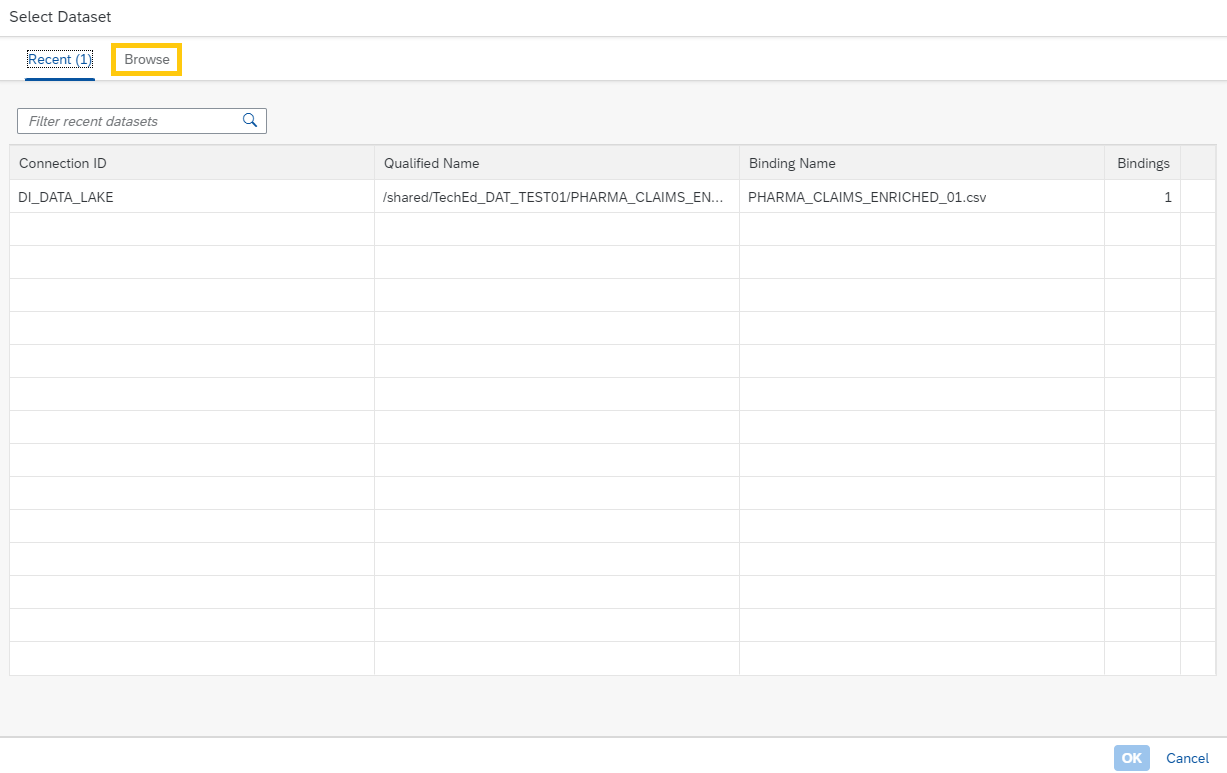 Select Dataset
Recent (1) Browse
Filter recent datasets
Connection ID Qualified Name Binding Name Bindings
DI_DATA_LAKE /shared/TechEd_DAT_TEST01/PHARMA_CLAIMS_EN... PHARMA_CLAIMS_ENRICHED_01.csv 1
OK Cancel